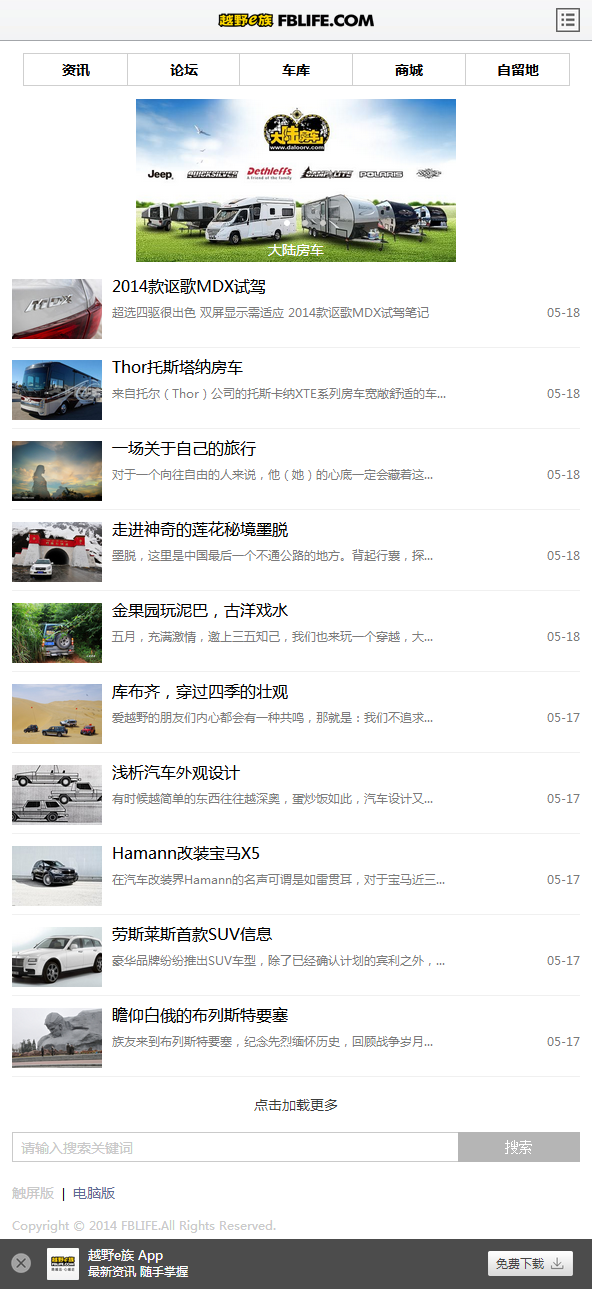 越野e族 FBLIFE.COM
资讯 论坛 车库 商城 自留地
大陆房车
www.daloorv.com
Jeep QUICKSILVER Dethleffs CAMPLITE POLARIS
A friend of the family
大陆房车
2014款讴歌MDX试驾
超选四驱很出色 双屏显示需适应 2014款讴歌MDX试驾笔记 05-18
Thor托斯塔纳房车
来自托尔（Thor）公司的托斯卡纳XTE系列房车宽敞舒适的车... 05-18
一场关于自己的旅行
对于一个向往自由的人来说，他（她）的心底一定会藏着这... 05-18
走进神奇的莲花秘境墨脱
墨脱，这里是中国最后一个不通公路的地方。背起行囊，探... 05-18
金果园玩泥巴，古洋戏水
五月，充满激情，邀上三五知己，我们也来玩一个穿越，大... 05-18
库布齐，穿过四季的壮观
爱越野的朋友们内心都会有一种共鸣，那就是：我们不追求... 05-17
浅析汽车外观设计
有时候越简单的东西往往越深奥，蛋炒饭如此，汽车设计又... 05-17
Hamann改装宝马X5
在汽车改装界Hamann的名声可谓是如雷贯耳，对于宝马近三... 05-17
劳斯莱斯首款SUV信息
豪华品牌纷纷推出SUV车型，除了已经确认计划的宾利之外，... 05-17
瞻仰白俄的布列斯特要塞
族友来到布列斯特要塞，纪念先烈缅怀历史，回顾战争岁月... 05-17
点击加载更多
请输入搜索关键词 搜索
触屏版 | 电脑版
Copyright © 2014 FBLIFE.All Rights Reserved.
越野e族 App
最新资讯 随手掌握
免费下载
越野e族
FBLIFE.COM